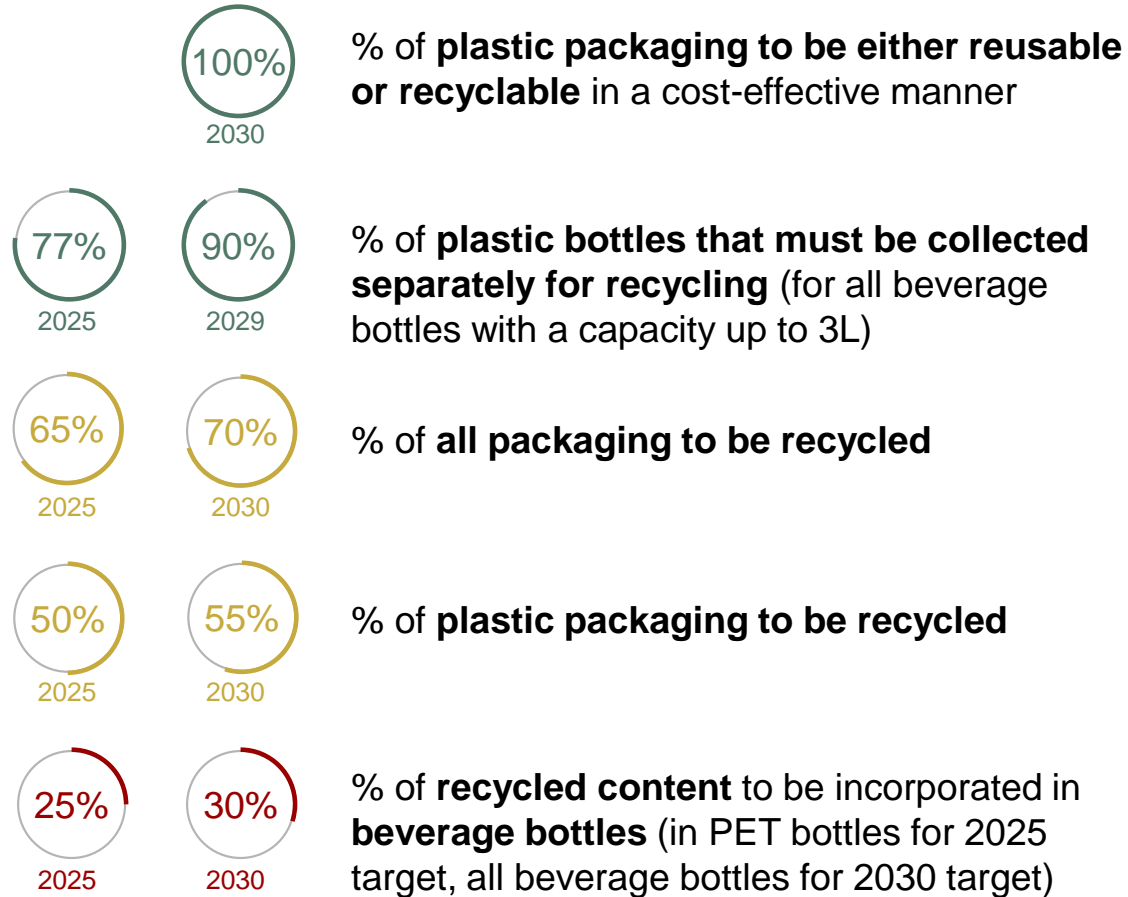 100%
2030
% of plastic packaging to be either reusable
or recyclable in a cost-effective manner
77%
2025
90%
2029
% of plastic bottles that must be collected
separately for recycling (for all beverage
bottles with a capacity up to 3L)
65%
2025
70%
2030
% of all packaging to be recycled
50%
2025
55%
2030
% of plastic packaging to be recycled
25%
2025
30%
2030
% of recycled content to be incorporated in
beverage bottles (in PET bottles for 2025
target, all beverage bottles for 2030 target)